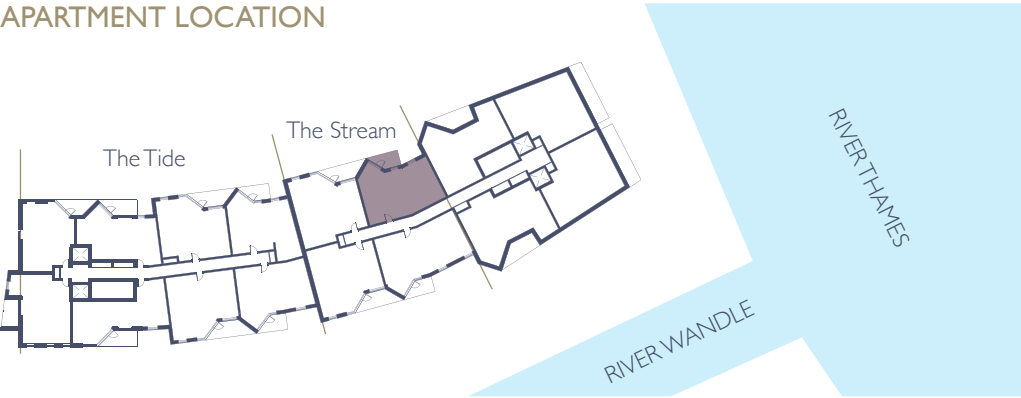 APARTMENT LOCATION
The Stream
The Tide
RIVER THAMES
RIVER WANDLE